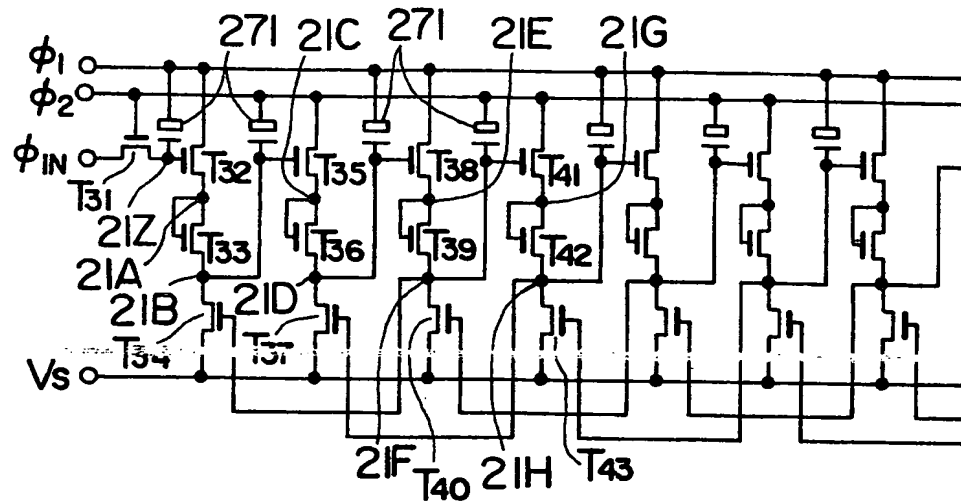 271 21C 271 21E 21G
ϕ1
ϕ2
ϕIN
T31 T32 T35 T38 T41
21Z
T33 T36 T39 T42
21A
21B 21D
T34 T37
VS
21F T40 21H T43